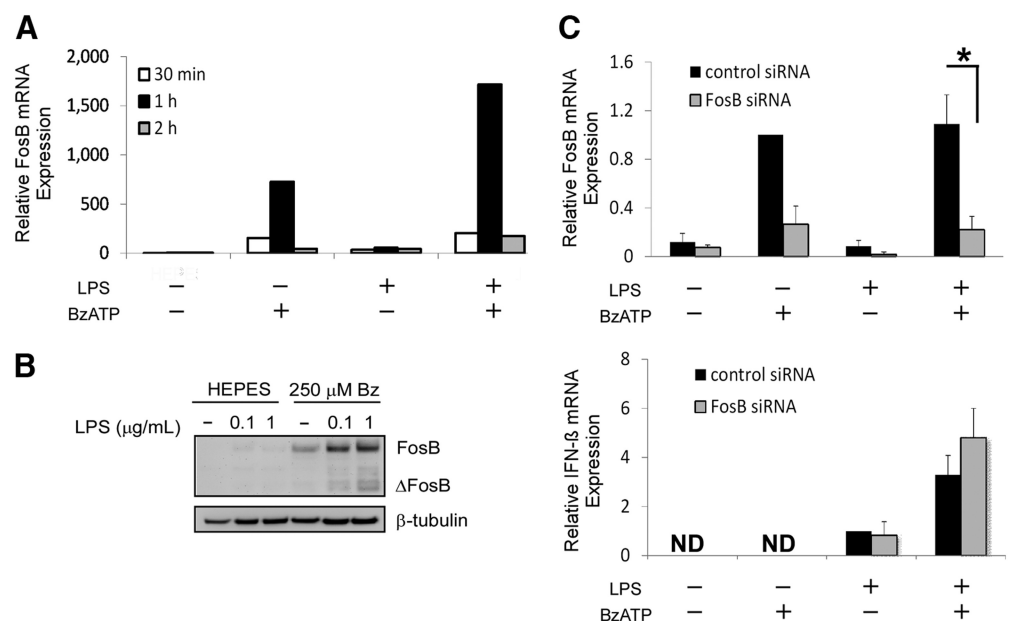 A
Relative FosB mRNA
Expression
2,000
1,500
1,000
500
0
30 min
1 h
2 h
LPS − − + +
BzATP − + − +
B
HEPES 250 μM Bz
LPS (μg/mL) − 0.1 1 − 0.1 1
FosB
ΔFosB
β-tubulin
C
Relative FosB mRNA
Expression
1.6
1.2
0.8
0.4
0
control siRNA
FosB siRNA
*
LPS − − + +
BzATP − + − +
Relative IFN-ß mRNA
Expression
8
6
4
2
0
control siRNA
FosB siRNA
ND ND
LPS − − + +
BzATP − + − +